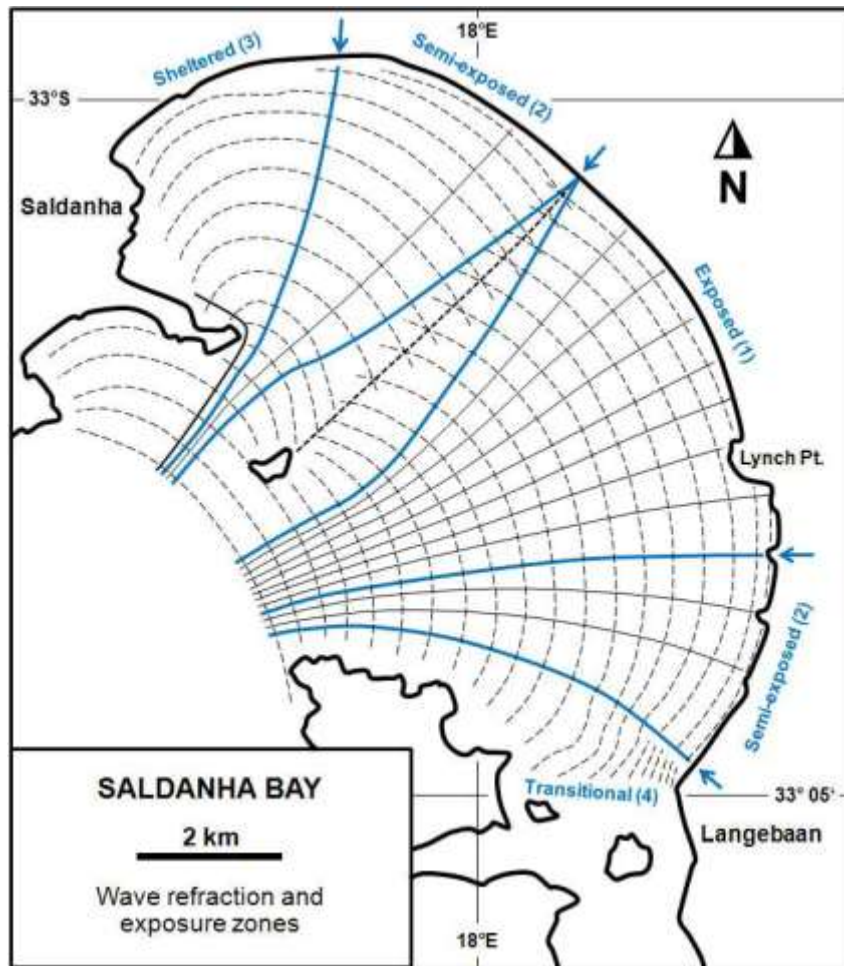 18°E
Sheltered (3)
Semi-exposed (2)
33°S
N
Saldanha
Exposed (1)
Lynch Pt.
Semi-exposed (2)
Transitional (4)
33° 05'
Langebaan
SALDANHA BAY
2 km
Wave refraction and
exposure zones
18°E